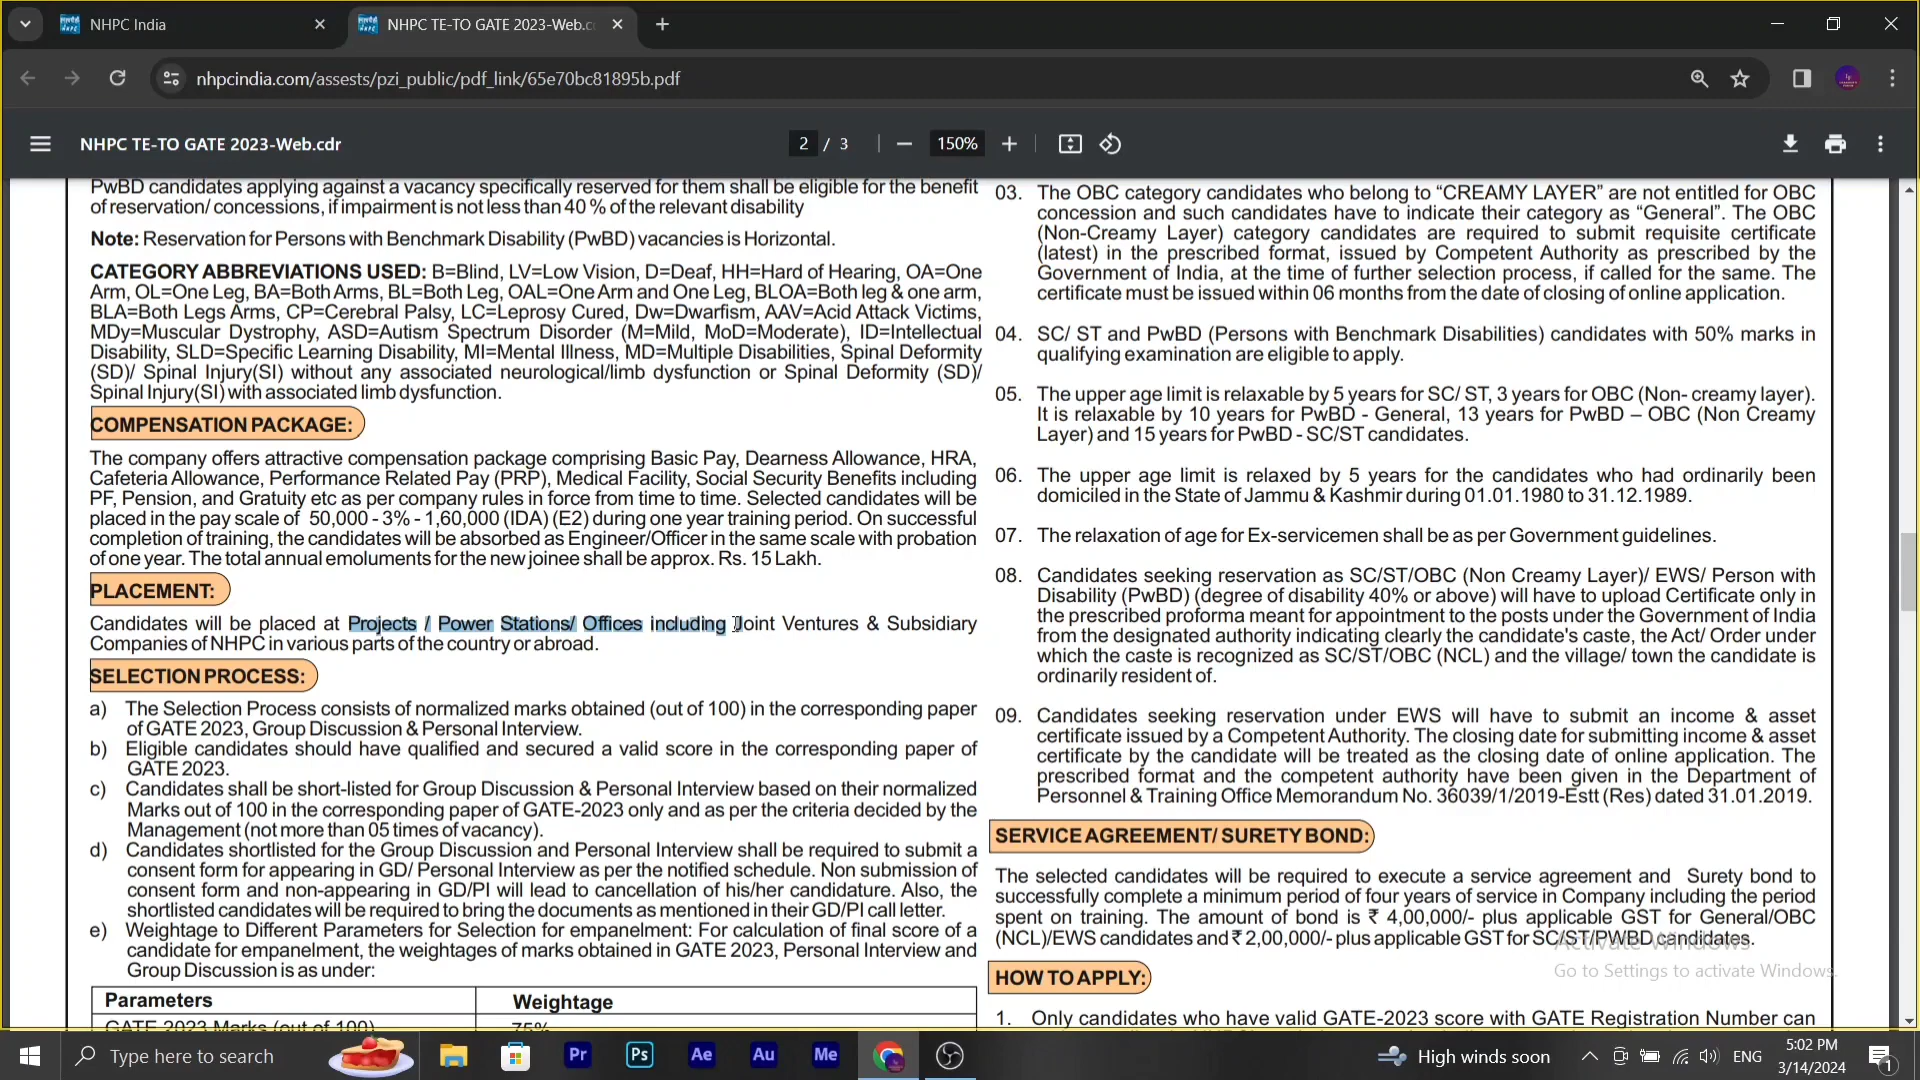 NHPC India
NHPC TE-TO GATE 2023-Web.c
nhpcindia.com/assests/pzi_public/pdf_link/65e70bc81895b.pdf
NHPC TE-TO GATE 2023-Web.cdr
2 / 3
150%
PwBD candidates applying against a vacancy specifically reserved for them shall be eligible for the benefit
of reservation/ concessions, if impairment is not less than 40 % of the relevant disability
Note: Reservation for Persons with Benchmark Disability (PwBD) vacancies is Horizontal.
CATEGORY ABBREVIATIONS USED: B=Blind, LV=Low Vision, D=Deaf, HH=Hard of Hearing, OA=One
Arm, OL=One Leg, BA=Both Arms, BL=Both Leg, OAL=One Arm and One Leg, BLOA=Both leg & one arm,
BLA=Both Legs Arms, CP=Cerebral Palsy, LC=Leprosy Cured, Dw=Dwarfism, AAV=Acid Attack Victims,
MDy=Muscular Dystrophy, ASD=Autism Spectrum Disorder (M=Mild, MoD=Moderate), ID=Intellectual
Disability, SLD=Specific Learning Disability, MI=Mental Illness, MD=Multiple Disabilities, Spinal Deformity
(SD)/ Spinal Injury(SI) without any associated neurological/limb dysfunction or Spinal Deformity (SD)/
Spinal Injury(SI) with associated limb dysfunction.
COMPENSATION PACKAGE:
The company offers attractive compensation package comprising Basic Pay, Dearness Allowance, HRA,
Cafeteria Allowance, Performance Related Pay (PRP), Medical Facility, Social Security Benefits including
PF, Pension, and Gratuity etc as per company rules in force from time to time. Selected candidates will be
placed in the pay scale of 50,000 - 3% - 1,60,000 (IDA) (E2) during one year training period. On successful
completion of training, the candidates will be absorbed as Engineer/Officer in the same scale with probation
of one year. The total annual emoluments for the new joinee shall be approx. Rs. 15 Lakh.
PLACEMENT:
Candidates will be placed at Projects / Power Stations/ Offices including Joint Ventures & Subsidiary
Companies of NHPC in various parts of the country or abroad.
SELECTION PROCESS:
a) The Selection Process consists of normalized marks obtained (out of 100) in the corresponding paper
of GATE 2023, Group Discussion & Personal Interview.
b) Eligible candidates should have qualified and secured a valid score in the corresponding paper of
GATE 2023.
c) Candidates shall be short-listed for Group Discussion & Personal Interview based on their normalized
Marks out of 100 in the corresponding paper of GATE-2023 only and as per the criteria decided by the
Management (not more than 05 times of vacancy).
d) Candidates shortlisted for the Group Discussion and Personal Interview shall be required to submit a
consent form for appearing in GD/ Personal Interview as per the notified schedule. Non submission of
consent form and non-appearing in GD/PI will lead to cancellation of his/her candidature. Also, the
shortlisted candidates will be required to bring the documents as mentioned in their GD/PI call letter.
e) Weightage to Different Parameters for Selection for empanelment: For calculation of final score of a
candidate for empanelment, the weightages of marks obtained in GATE 2023, Personal Interview and
Group Discussion is as under:
Parameters Weightage
GATE 2023 Marks (out of 100) 75%
03. The OBC category candidates who belong to “CREAMY LAYER” are not entitled for OBC
concession and such candidates have to indicate their category as “General”. The OBC
(Non-Creamy Layer) category candidates are required to submit requisite certificate
(latest) in the prescribed format, issued by Competent Authority as prescribed by the
Government of India, at the time of further selection process, if called for the same. The
certificate must be issued within 06 months from the date of closing of online application.
04. SC/ ST and PwBD (Persons with Benchmark Disabilities) candidates with 50% marks in
qualifying examination are eligible to apply.
05. The upper age limit is relaxable by 5 years for SC/ ST, 3 years for OBC (Non- creamy layer).
It is relaxable by 10 years for PwBD - General, 13 years for PwBD – OBC (Non Creamy
Layer) and 15 years for PwBD - SC/ST candidates.
06. The upper age limit is relaxed by 5 years for the candidates who had ordinarily been
domiciled in the State of Jammu & Kashmir during 01.01.1980 to 31.12.1989.
07. The relaxation of age for Ex-servicemen shall be as per Government guidelines.
08. Candidates seeking reservation as SC/ST/OBC (Non Creamy Layer)/ EWS/ Person with
Disability (PwBD) (degree of disability 40% or above) will have to upload Certificate only in
the prescribed proforma meant for appointment to the posts under the Government of India
from the designated authority indicating clearly the candidate's caste, the Act/ Order under
which the caste is recognized as SC/ST/OBC (NCL) and the village/ town the candidate is
ordinarily resident of.
09. Candidates seeking reservation under EWS will have to submit an income & asset
certificate issued by a Competent Authority. The closing date for submitting income & asset
certificate by the candidate will be treated as the closing date of online application. The
prescribed format and the competent authority have been given in the Department of
Personnel & Training Office Memorandum No. 36039/1/2019-Estt (Res) dated 31.01.2019.
SERVICE AGREEMENT/ SURETY BOND:
The selected candidates will be required to execute a service agreement and Surety bond to
successfully complete a minimum period of four years of service in Company including the period
spent on training. The amount of bond is ₹ 4,00,000/- plus applicable GST for General/OBC
(NCL)/EWS candidates and ₹ 2,00,000/- plus applicable GST for SC/ST/PWBD candidates.
Activate Windows
Go to Settings to activate Windows.
HOW TO APPLY:
1. Only candidates who have valid GATE-2023 score with GATE Registration Number can
Type here to search
Pr
Ps
Ae
Au
Me
High winds soon
ENG
5:02 PM
3/14/2024
1